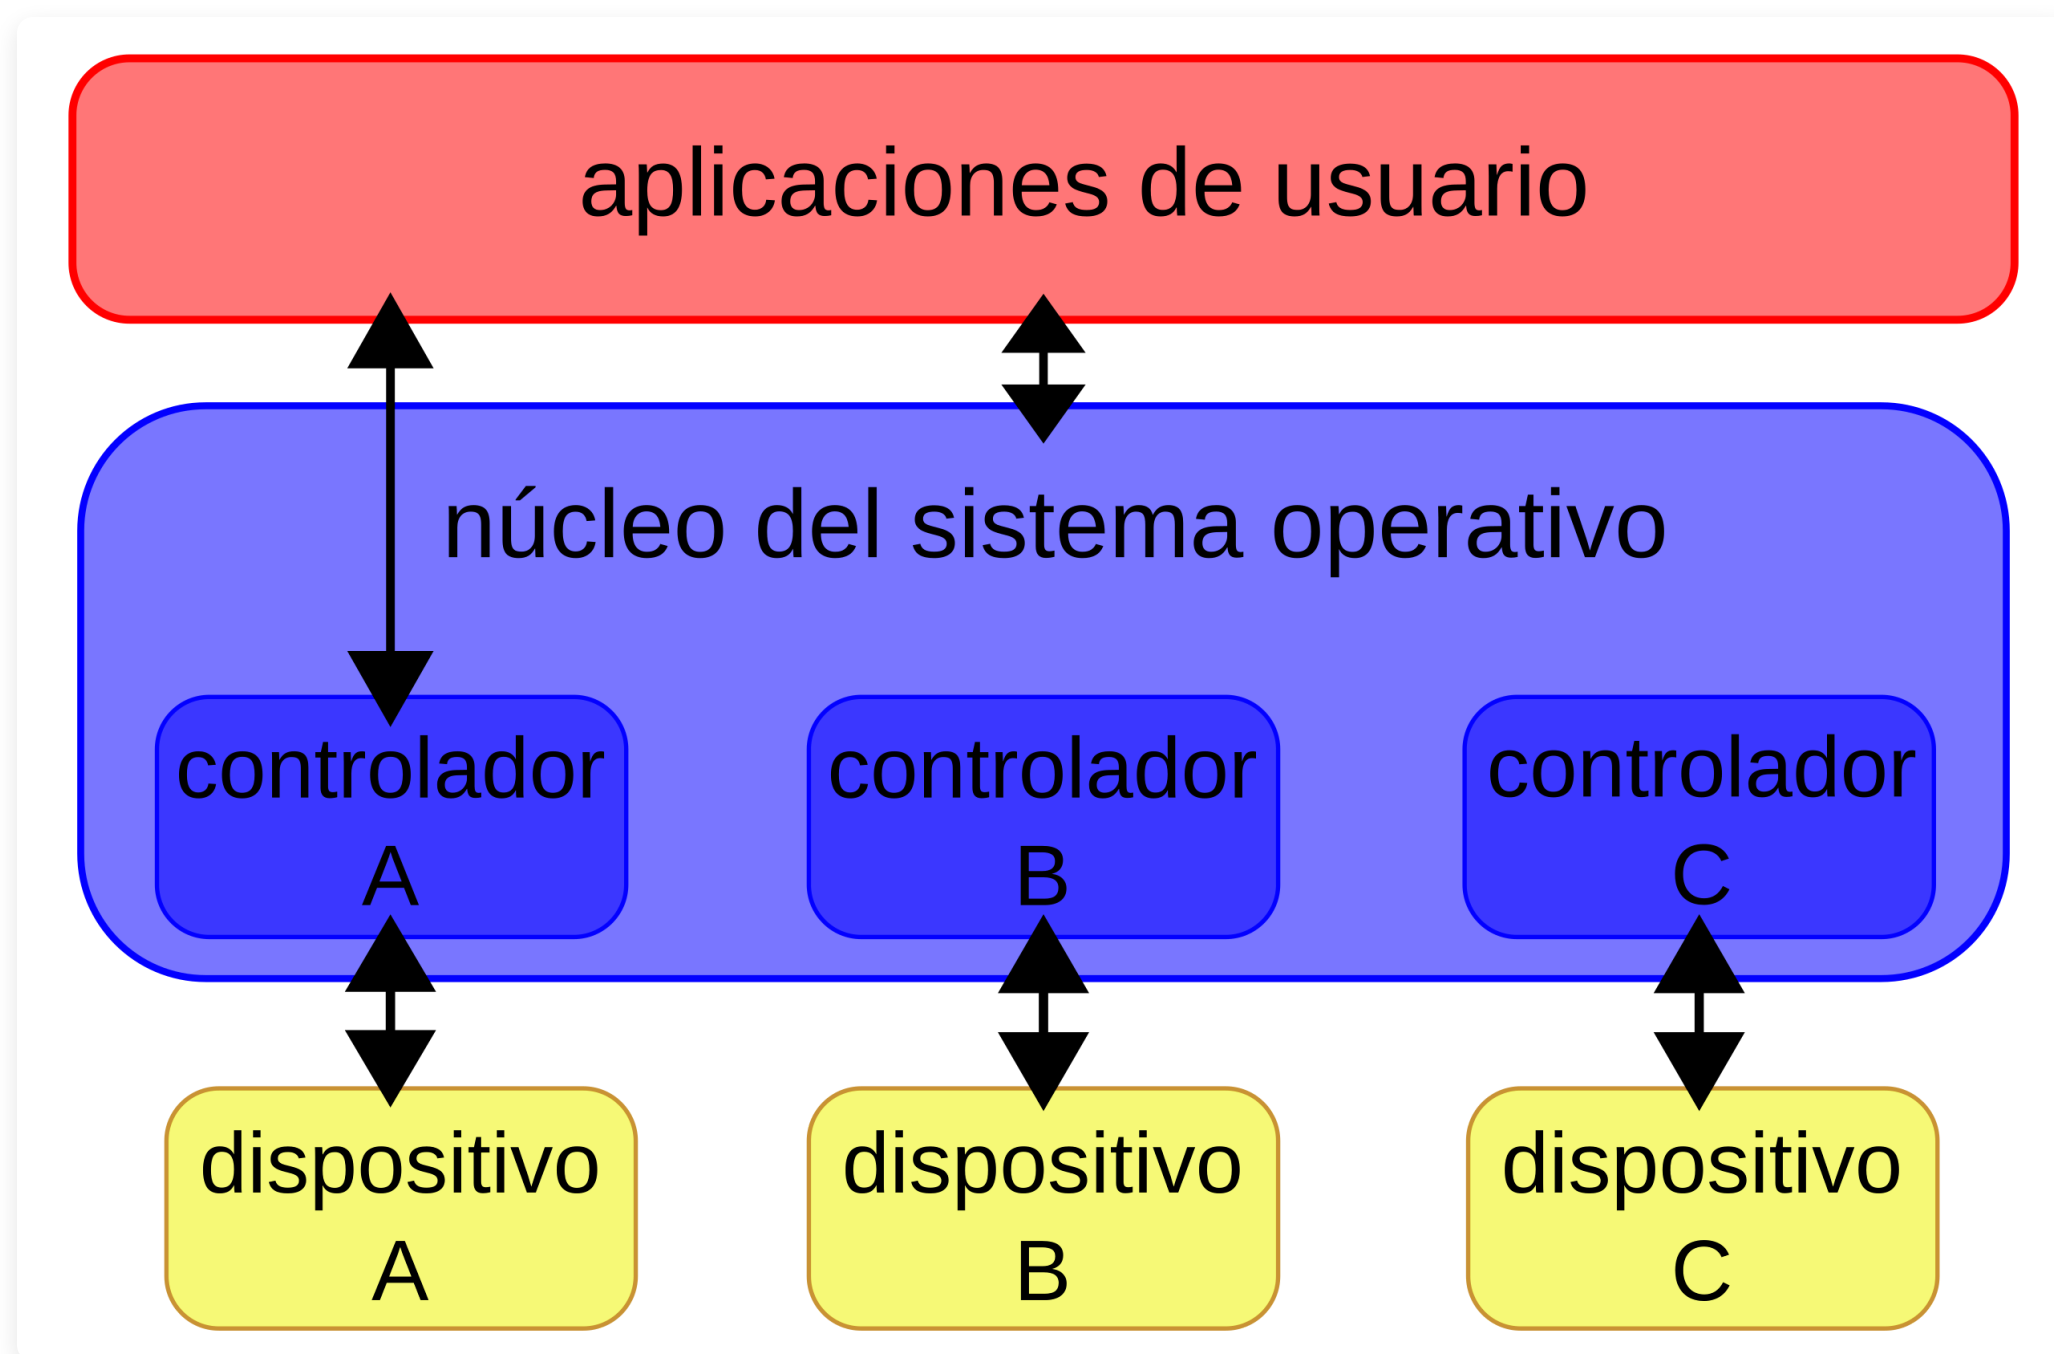 aplicaciones de usuario
núcleo del sistema operativo
controlador
A
controlador
B
controlador
C
dispositivo
A
dispositivo
B
dispositivo
C